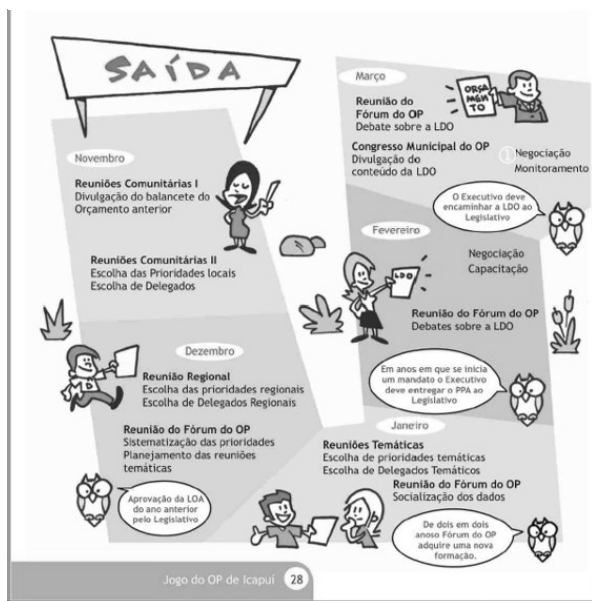 SAÍDA
Novembro
Reuniões Comunitárias I
Divulgação do balancete do
Orçamento anterior
Reuniões Comunitárias II
Escolha das Prioridades locais
Escolha de Delegados
Dezembro
Reunião Regional
Escolha das prioridades regionais
Escolha de Delegados Regionais
Reunião do Fórum do OP
Sistematização das prioridades
Planejamento das reuniões
temáticas
Aprovação da LOA
do ano anterior
pelo Legislativo
Janeiro
Reuniões Temáticas
Escolha de prioridades temáticas
Escolha de Delegados Temáticos
Reunião do Fórum do OP
Socialização dos dados
De dois em dois
anoso Fórum do OP
adquire uma nova
formação.
Fevereiro
Negociação
Capacitação
LDO
Reunião do Fórum do OP
Debates sobre a LDO
Em anos em que se inicia
um mandato o Executivo
deve entregar o PPA ao
Legislativo
Março
ORÇA
MEN
TO
Reunião do
Fórum do OP
Debate sobre a LDO
Congresso Municipal do OP
Divulgação do
conteúdo da LDO
Negociação
Monitoramento
O Executivo deve
encaminhar a LDO ao
Legislativo
Jogo do OP de Icapuí 28